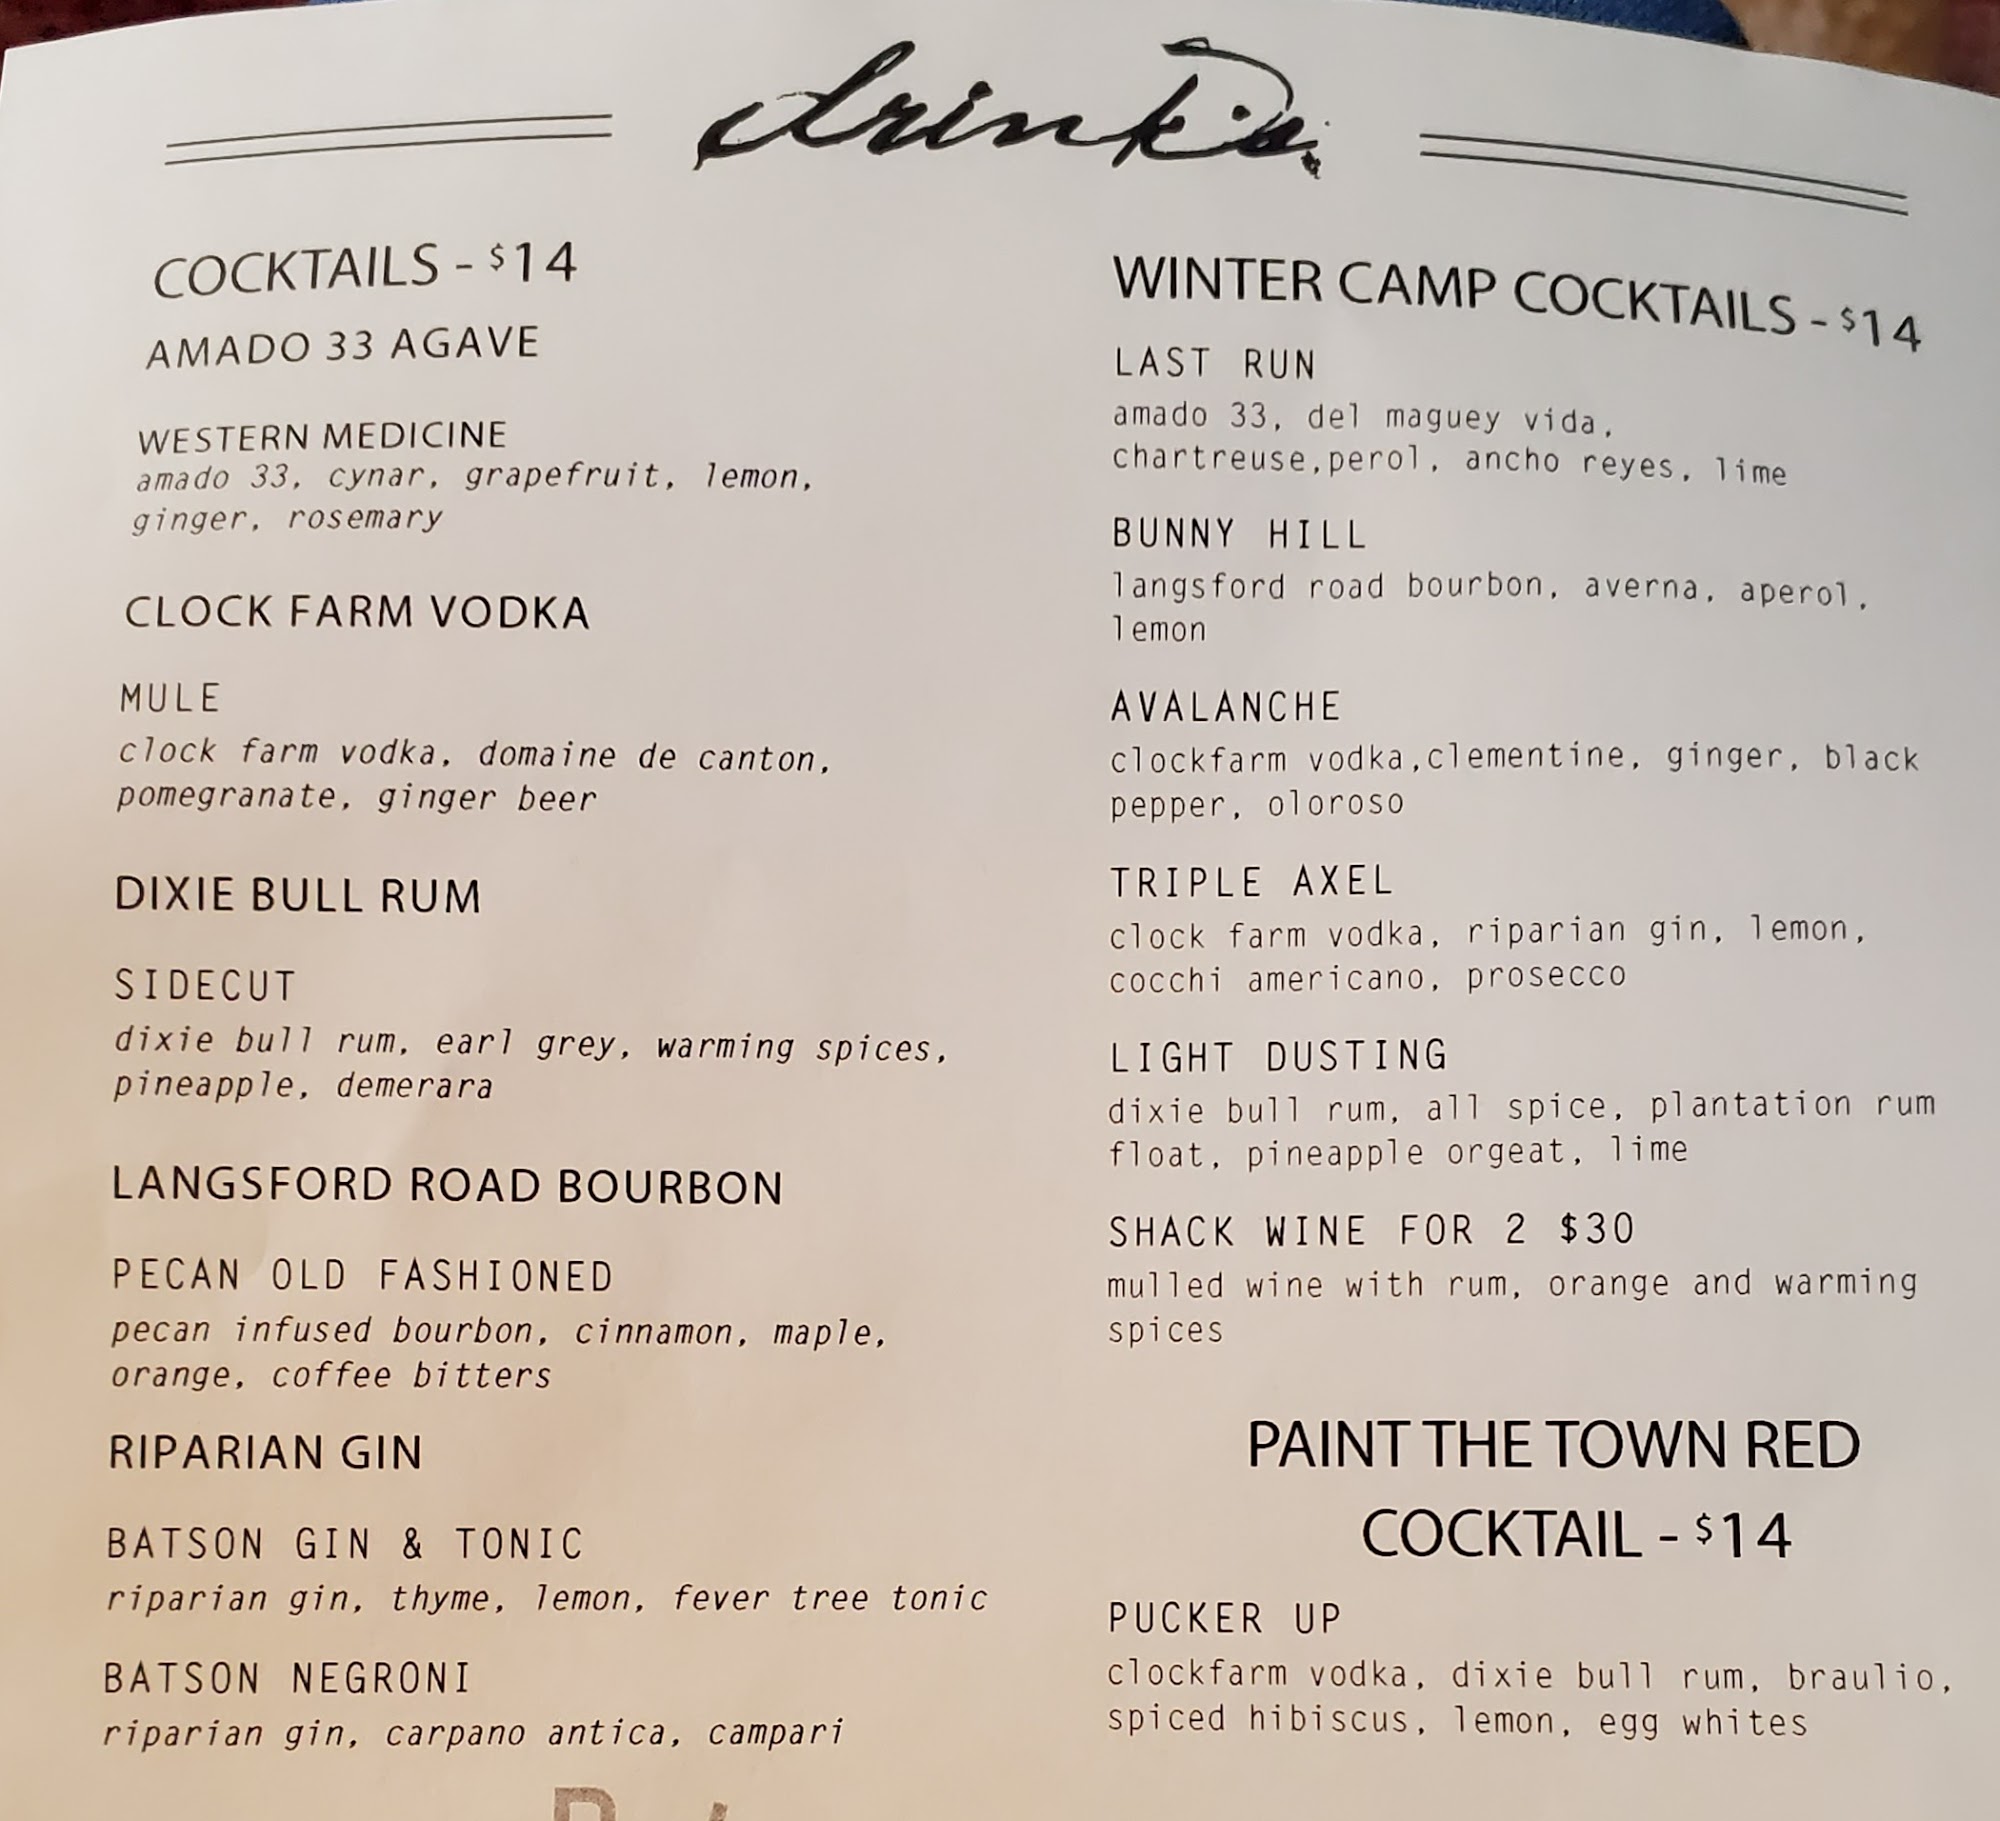 drinks
COCKTAILS - $14
AMADO 33 AGAVE
WESTERN MEDICINE
amado 33, cynar, grapefruit, lemon,
ginger, rosemary
CLOCK FARM VODKA
MULE
clock farm vodka, domaine de canton,
pomegranate, ginger beer
DIXIE BULL RUM
SIDECUT
dixie bull rum, earl grey, warming spices,
pineapple, demerara
LANGSFORD ROAD BOURBON
PECAN OLD FASHIONED
pecan infused bourbon, cinnamon, maple,
orange, coffee bitters
RIPARIAN GIN
BATSON GIN & TONIC
riparian gin, thyme, lemon, fever tree tonic
BATSON NEGRONI
riparian gin, carpano antica, campari
WINTER CAMP COCKTAILS - $14
LAST RUN
amado 33, del maguey vida,
chartreuse,perol, ancho reyes, lime
BUNNY HILL
langsford road bourbon, averna, aperol,
lemon
AVALANCHE
clockfarm vodka,clementine, ginger, black
pepper, oloroso
TRIPLE AXEL
clock farm vodka, riparian gin, lemon,
cocchi americano, prosecco
LIGHT DUSTING
dixie bull rum, all spice, plantation rum
float, pineapple orgeat, lime
SHACK WINE FOR 2 $30
mulled wine with rum, orange and warming
spices
PAINT THE TOWN RED
COCKTAIL - $14
PUCKER UP
clockfarm vodka, dixie bull rum, braulio,
spiced hibiscus, lemon, egg whites